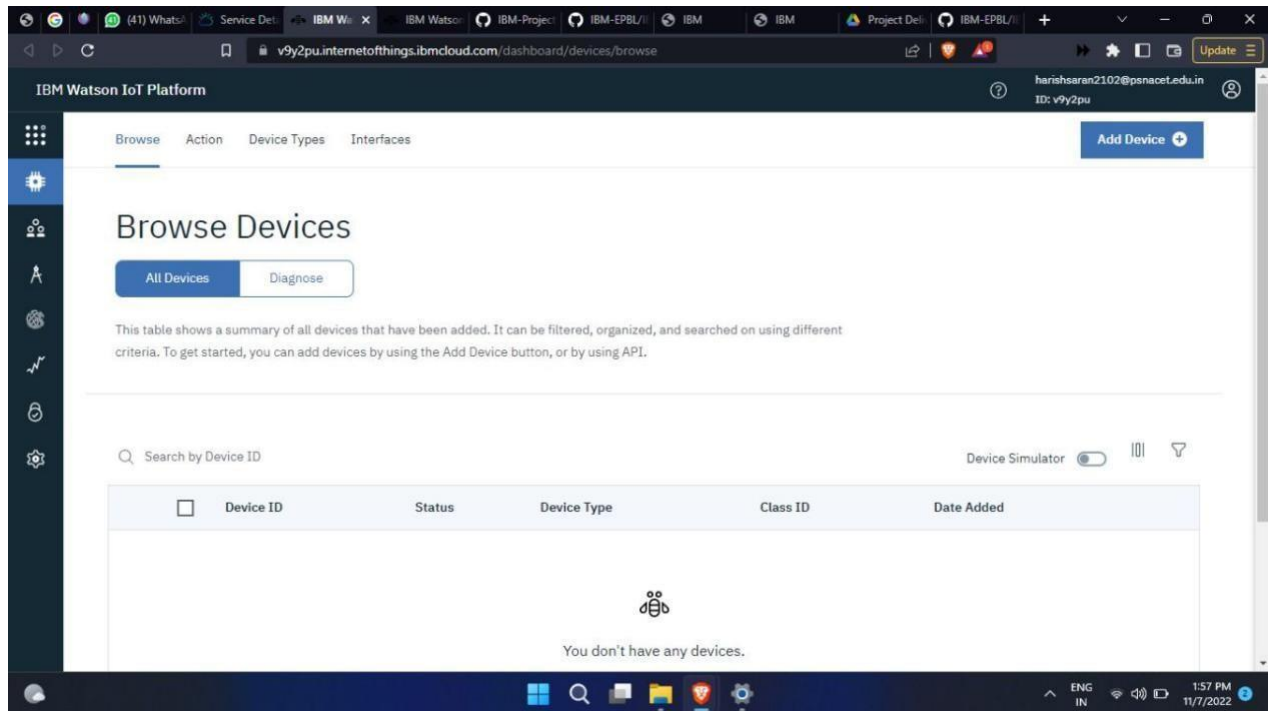 (41) WhatsA
Service Deta
IBM Wa
IBM Watson
IBM-Project
IBM-EPBL/I
IBM
IBM
Project Deli
IBM-EPBL/I
v9y2pu.internetofthings.ibmcloud.com/dashboard/devices/browse
Update
IBM Watson IoT Platform
harishsaran2102@psnacet.edu.in
ID: v9y2pu
Browse Action Device Types Interfaces
Add Device
Browse Devices
All Devices Diagnose
This table shows a summary of all devices that have been added. It can be filtered, organized, and searched on using different
criteria. To get started, you can add devices by using the Add Device button, or by using API.
Search by Device ID
Device Simulator
Device ID Status Device Type Class ID Date Added
You don't have any devices.
ENG
IN
1:57 PM
11/7/2022
2